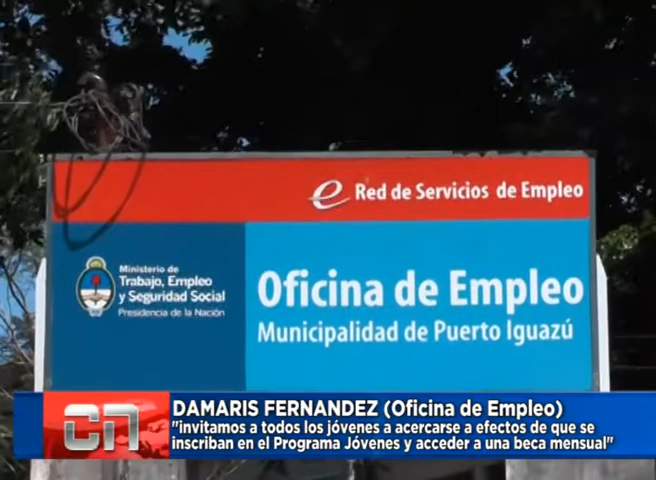 e Red de Servicios de Empleo
Ministerio de
Trabajo, Empleo
y Seguridad Social
Presidencia de la Nación
Oficina de Empleo
Municipalidad de Puerto Iguazú
CN
DAMARIS FERNANDEZ (Oficina de Empleo)
"invitamos a todos los jóvenes a acercarse a efectos de que se
inscriban en el Programa Jóvenes y acceder a una beca mensual"